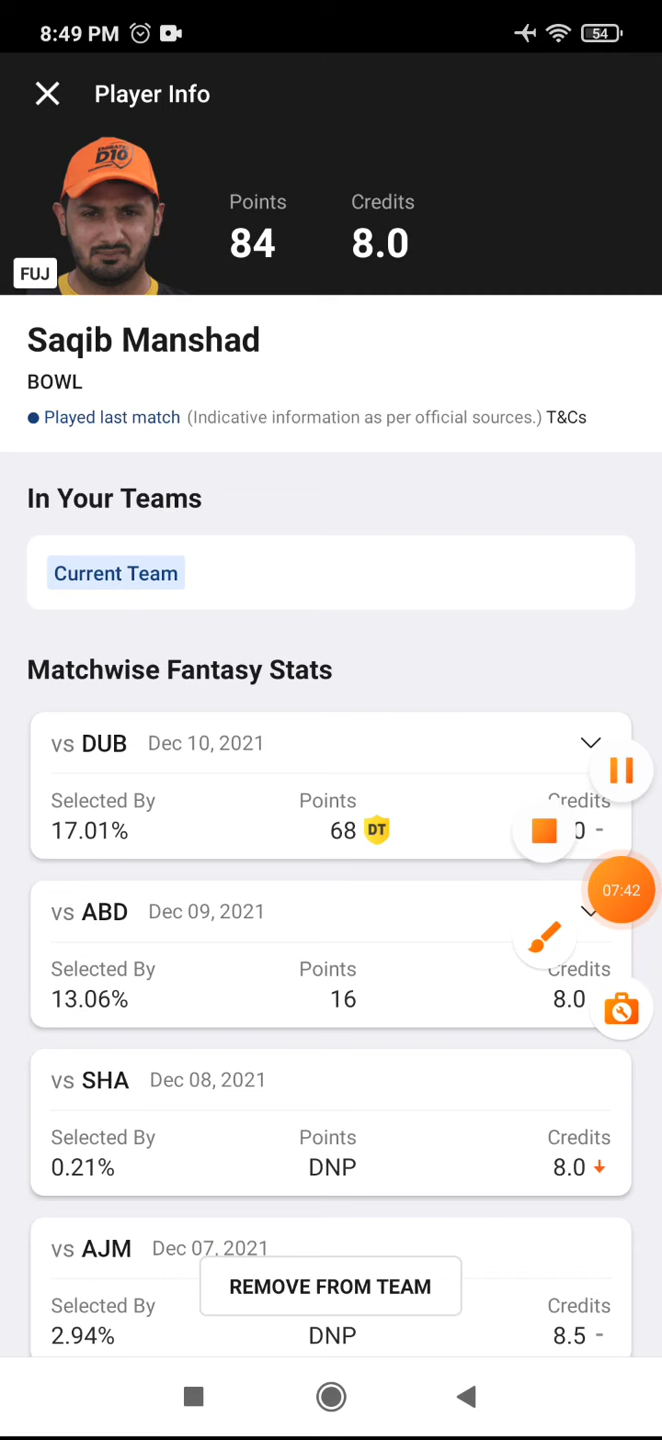 8:49 PM 54
Player Info
D10
Points Credits
84 8.0
FUJ
Saqib Manshad
BOWL
Played last match (Indicative information as per official sources.) T&Cs
In Your Teams
Current Team
Matchwise Fantasy Stats
vs DUB Dec 10, 2021
Selected By Points Credits
17.01% 68 DT 0 -
07:42
vs ABD Dec 09, 2021
Selected By Points Credits
13.06% 16 8.0
vs SHA Dec 08, 2021
Selected By Points Credits
0.21% DNP 8.0
vs AJM Dec 07, 2021
REMOVE FROM TEAM
Selected By Credits
2.94% DNP 8.5 -